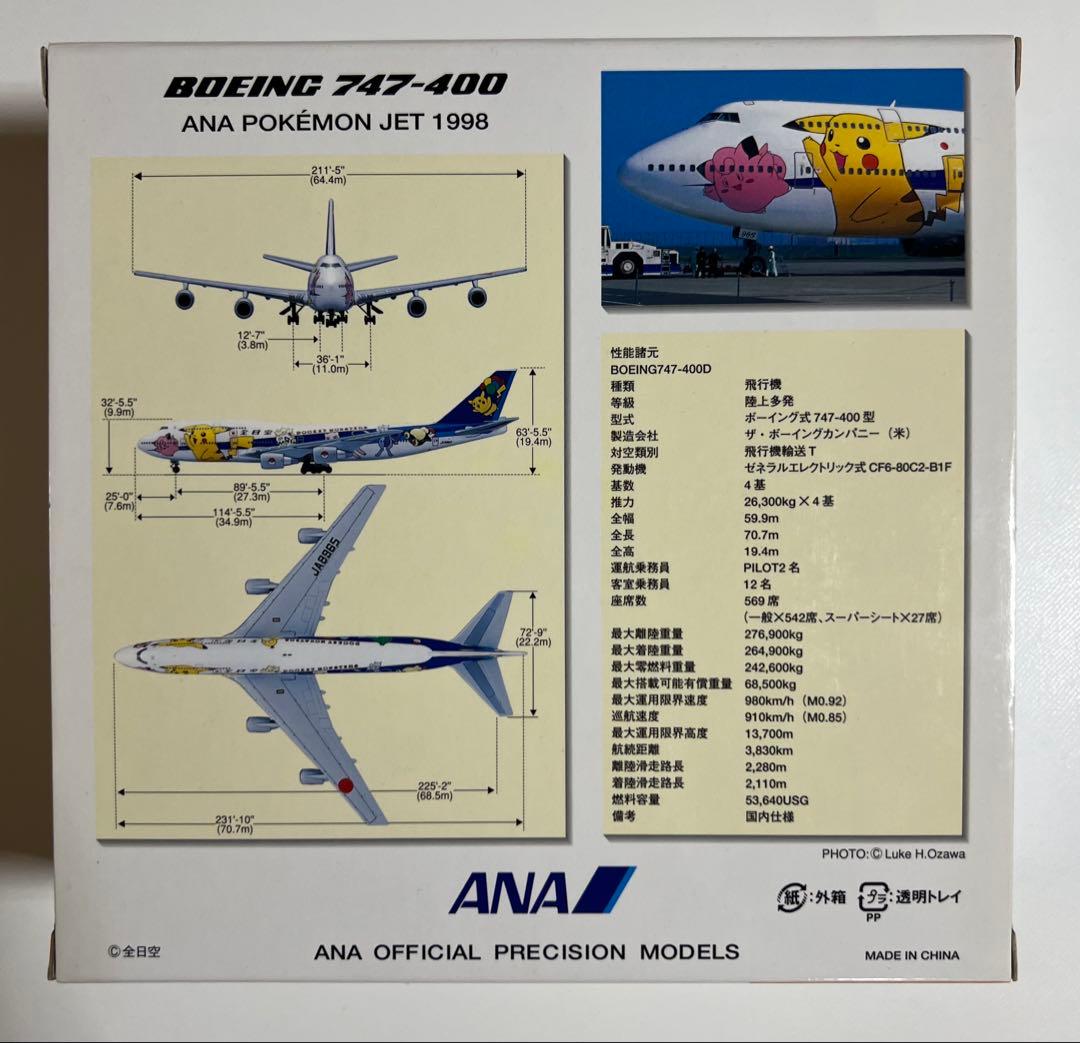 BOEING 747-400
ANA POKÉMON JET 1998
211'-5"
(64.4m)
12'-7"
(3.8m)
36'-1"
(11.0m)
32'-5.5"
(9.9m)
63'-5.5"
(19.4m)
全日空
POCKET MONSTERS
25'-0"
(7.6m)
89'-5.5"
(27.3m)
114'-5.5"
(34.9m)
JA8965
72'-9"
(22.2m)
225'-2"
(68.5m)
231'-10"
(70.7m)
965
性能諸元
BOEING747-400D
種類 飛行機
等級 陸上多発
型式 ボーイング式 747-400 型
製造会社 ザ・ボーイングカンパニー（米）
対空類別 飛行機輸送 T
発動機 ゼネラルエレクトリック式 CF6-80C2-B1F
基数 4 基
推力 26,300kg × 4 基
全幅 59.9m
全長 70.7m
全高 19.4m
運航乗務員 PILOT2 名
客室乗務員 12 名
座席数 569 席
（一般×542席、スーパーシート×27席）
最大離陸重量 276,900kg
最大着陸重量 264,900kg
最大零燃料重量 242,600kg
最大搭載可能有償重量 68,500kg
最大運用限界速度 980km/h（M0.92）
巡航速度 910km/h（M0.85）
最大運用限界高度 13,700m
航続距離 3,830km
離陸滑走路長 2,280m
着陸滑走路長 2,110m
燃料容量 53,640USG
備考 国内仕様
PHOTO:© Luke H.Ozawa
ANA
紙:外箱 プラ:透明トレイ
PP
©全日空
ANA OFFICIAL PRECISION MODELS
MADE IN CHINA